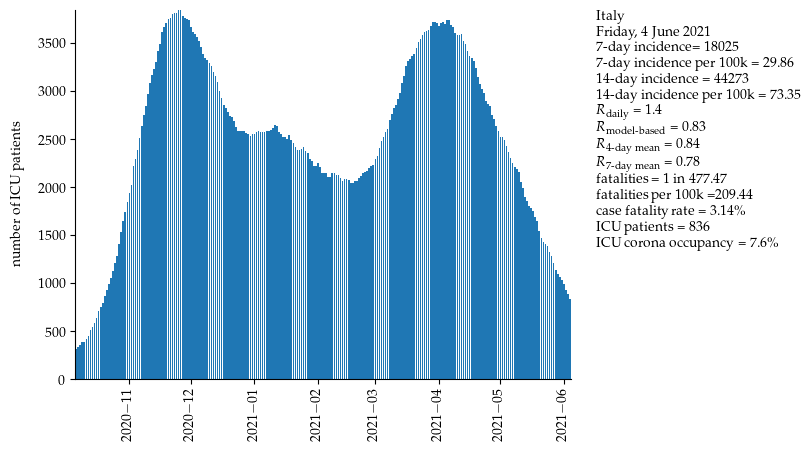 Italy
Friday, 4 June 2021
7-day incidence= 18025
7-day incidence per 100k = 29.86
14-day incidence = 44273
14-day incidence per 100k = 73.35
R_daily = 1.4
R_model-based = 0.83
R_4-day mean = 0.84
R_7-day mean = 0.78
fatalities = 1 in 477.47
fatalities per 100k =209.44
case fatality rate = 3.14%
ICU patients = 836
ICU corona occupancy = 7.6%
number of ICU patients
3500
3000
2500
2000
1500
1000
500
0
2020−11
2020−12
2021−01
2021−02
2021−03
2021−04
2021−05
2021−06